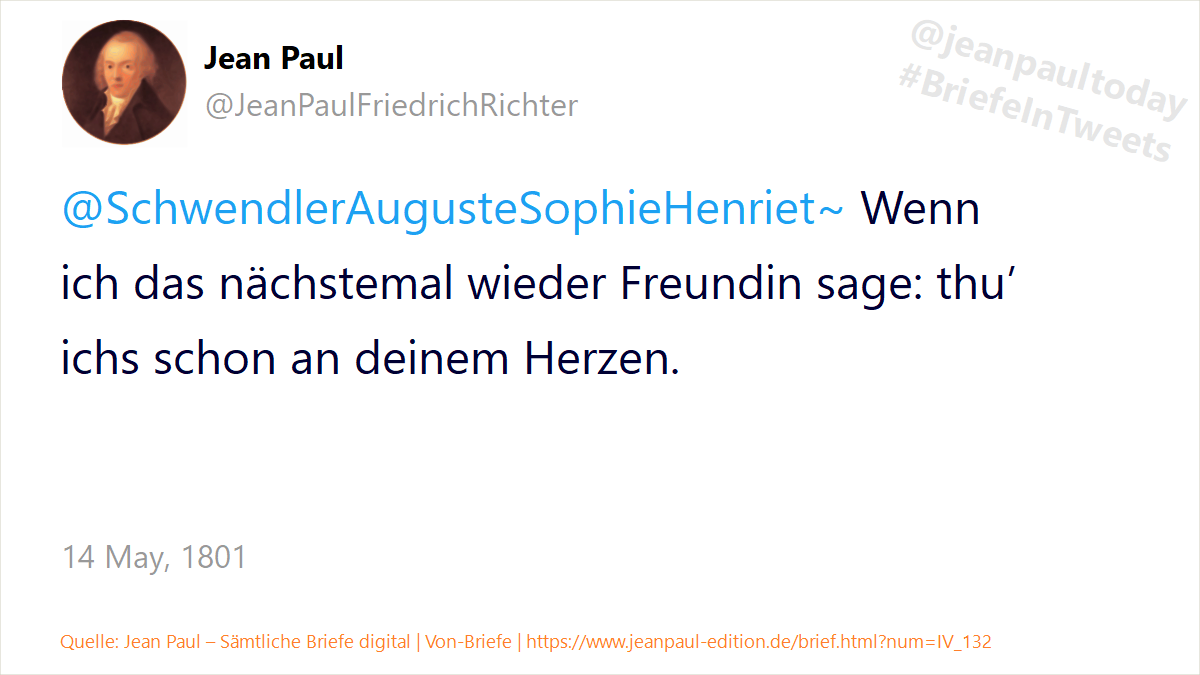 Jean Paul
@JeanPaulFriedrichRichter
@jeanpaultoday
#BriefeInTweets
@SchwendlerAugusteSophieHenriet~ Wenn
ich das nächstemal wieder Freundin sage: thu’
ichs schon an deinem Herzen.
14 May, 1801
Quelle: Jean Paul – Sämtliche Briefe digital | Von-Briefe | https://www.jeanpaul-edition.de/brief.html?num=IV_132